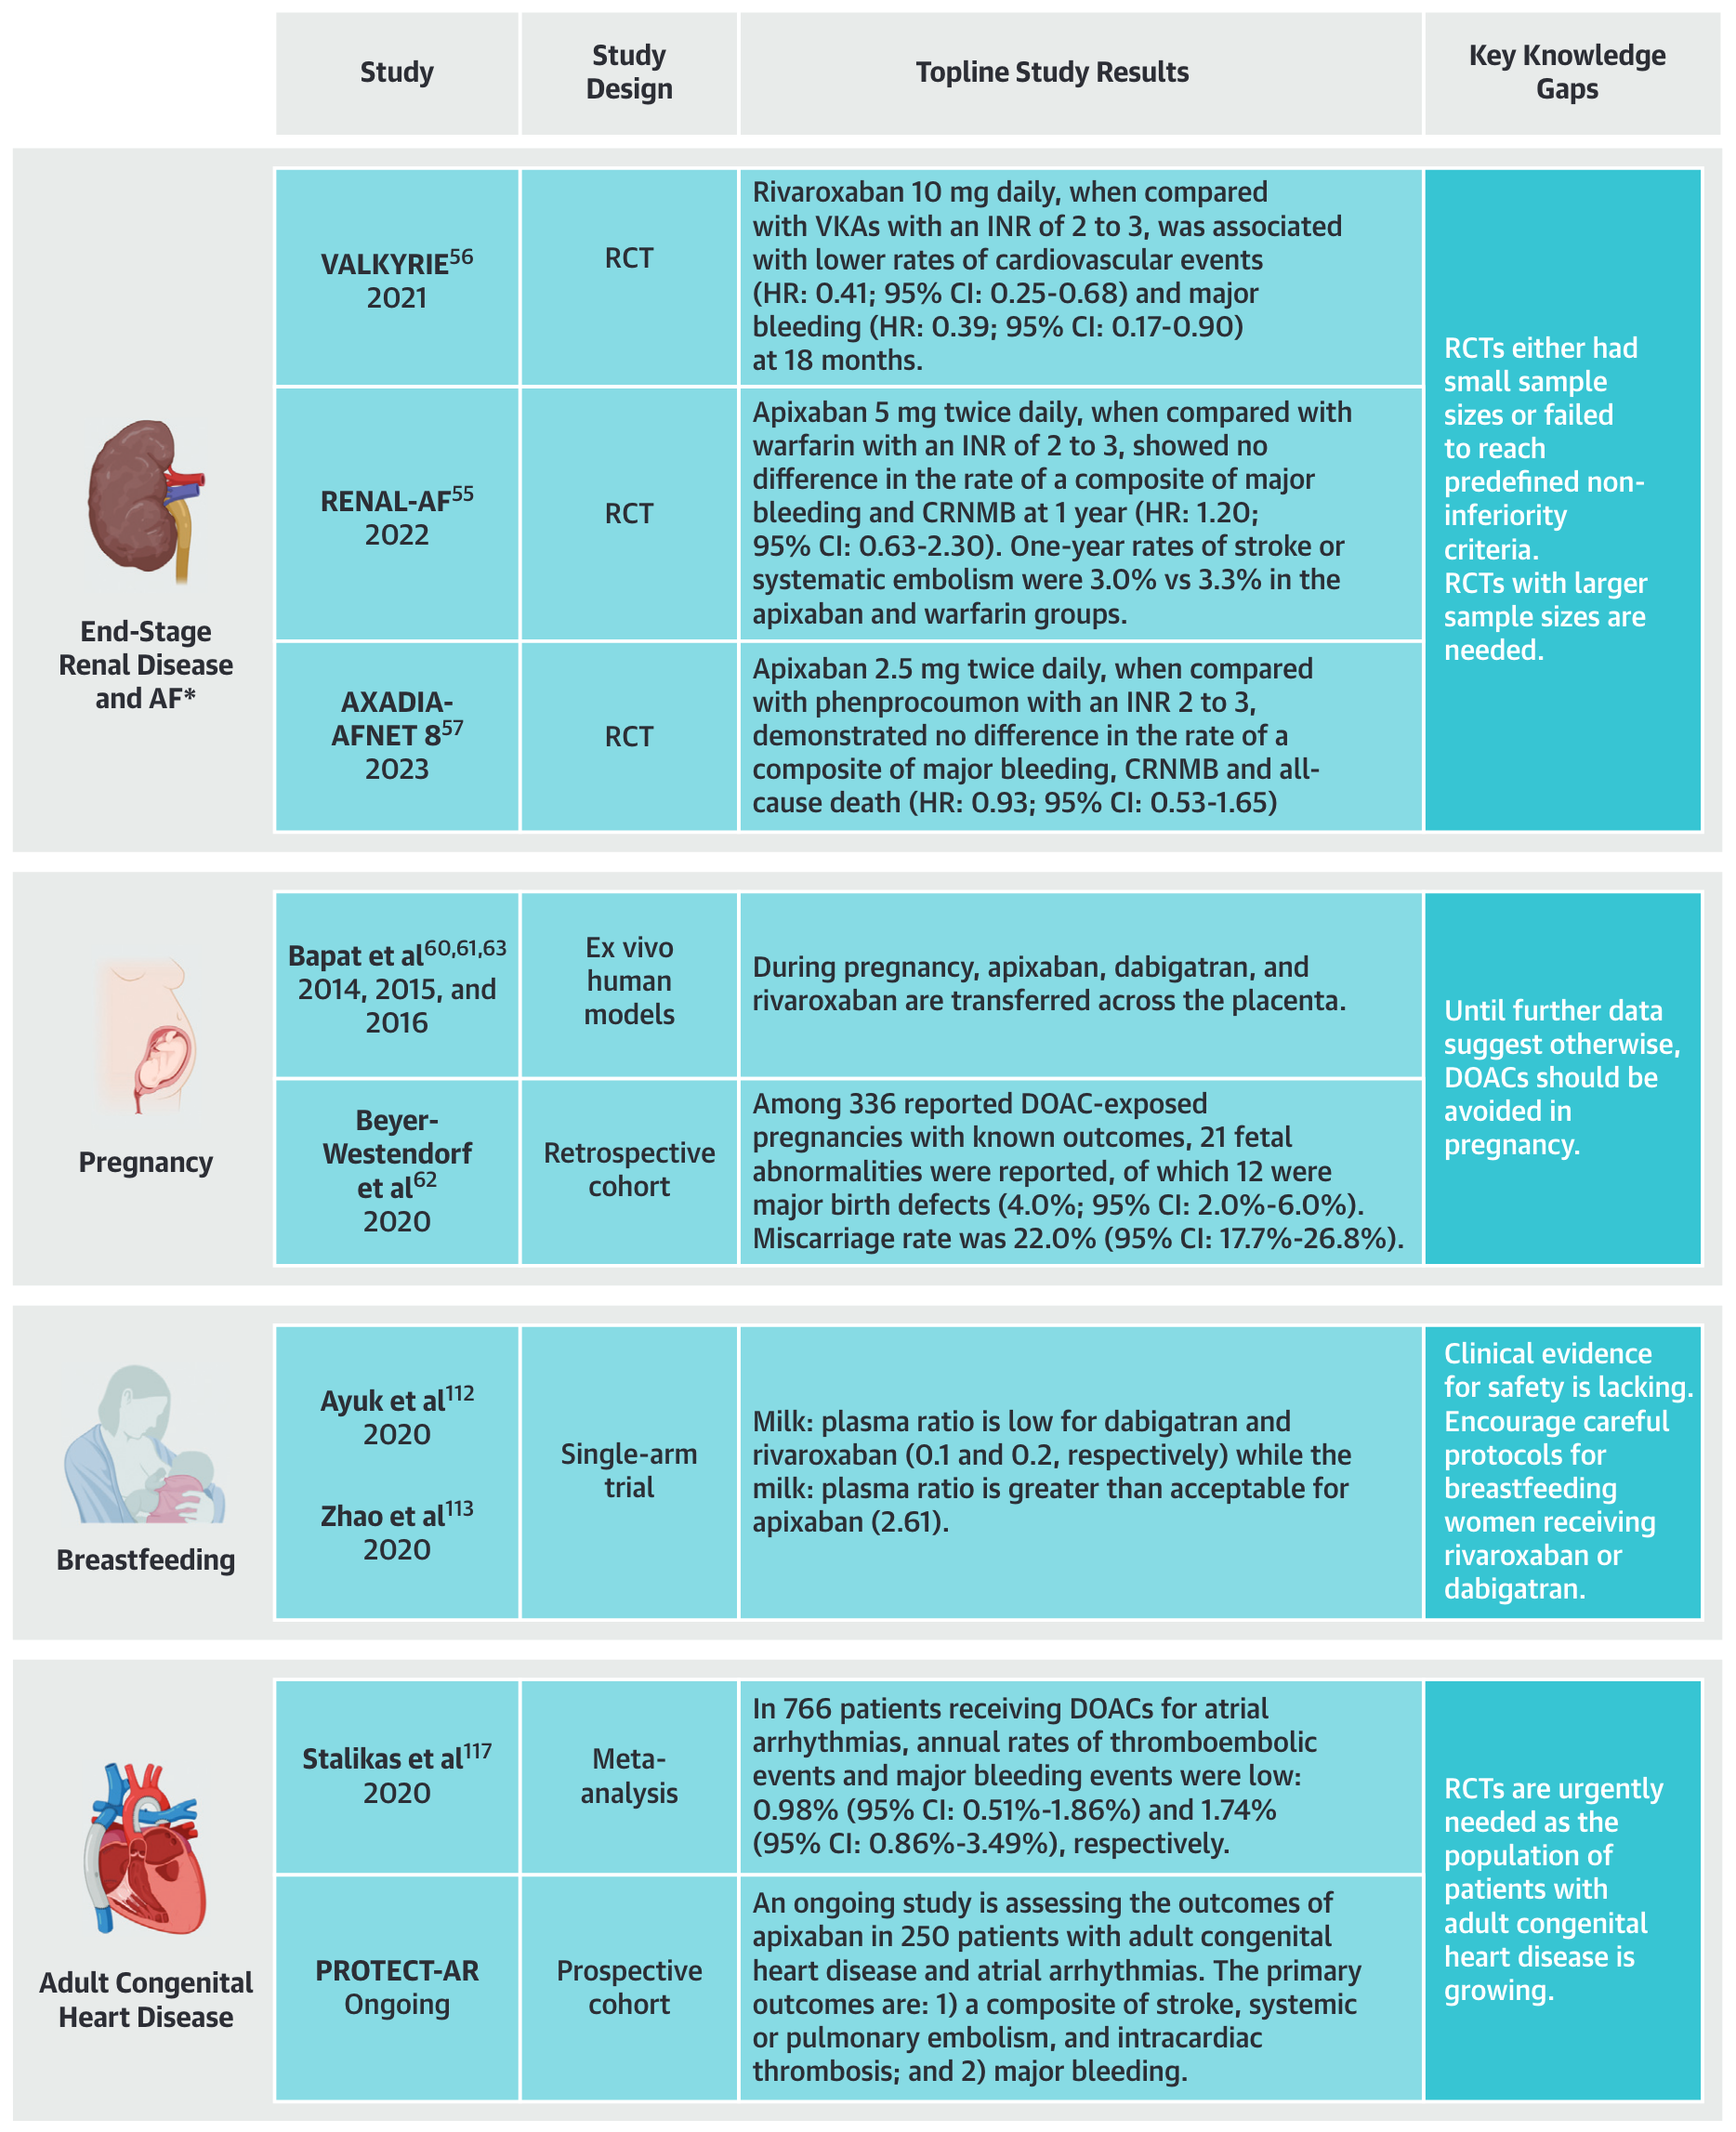 Study
Study
Design
Topline Study Results
Key Knowledge
Gaps
End-Stage
Renal Disease
and AF*
VALKYRIE56
2021
RCT
Rivaroxaban 10 mg daily, when compared
with VKAs with an INR of 2 to 3, was associated
with lower rates of cardiovascular events
(HR: 0.41; 95% CI: 0.25-0.68) and major
bleeding (HR: 0.39; 95% CI: 0.17-0.90)
at 18 months.
RENAL-AF55
2022
RCT
Apixaban 5 mg twice daily, when compared with
warfarin with an INR of 2 to 3, showed no
difference in the rate of a composite of major
bleeding and CRNMB at 1 year (HR: 1.20;
95% CI: 0.63-2.30). One-year rates of stroke or
systematic embolism were 3.0% vs 3.3% in the
apixaban and warfarin groups.
AXADIA-
AFNET 857
2023
RCT
Apixaban 2.5 mg twice daily, when compared
with phenprocoumon with an INR 2 to 3,
demonstrated no difference in the rate of a
composite of major bleeding, CRNMB and all-
cause death (HR: 0.93; 95% CI: 0.53-1.65)
RCTs either had
small sample
sizes or failed
to reach
predefined non-
inferiority
criteria.
RCTs with larger
sample sizes are
needed.
Pregnancy
Bapat et al60,61,63
2014, 2015, and
2016
Ex vivo
human
models
During pregnancy, apixaban, dabigatran, and
rivaroxaban are transferred across the placenta.
Beyer-
Westendorf
et al62
2020
Retrospective
cohort
Among 336 reported DOAC-exposed
pregnancies with known outcomes, 21 fetal
abnormalities were reported, of which 12 were
major birth defects (4.0%; 95% CI: 2.0%-6.0%).
Miscarriage rate was 22.0% (95% CI: 17.7%-26.8%).
Until further data
suggest otherwise,
DOACs should be
avoided in
pregnancy.
Breastfeeding
Ayuk et al112
2020
Zhao et al113
2020
Single-arm
trial
Milk: plasma ratio is low for dabigatran and
rivaroxaban (0.1 and 0.2, respectively) while the
milk: plasma ratio is greater than acceptable for
apixaban (2.61).
Clinical evidence
for safety is lacking.
Encourage careful
protocols for
breastfeeding
women receiving
rivaroxaban or
dabigatran.
Adult Congenital
Heart Disease
Stalikas et al117
2020
Meta-
analysis
In 766 patients receiving DOACs for atrial
arrhythmias, annual rates of thromboembolic
events and major bleeding events were low:
0.98% (95% CI: 0.51%-1.86%) and 1.74%
(95% CI: 0.86%-3.49%), respectively.
PROTECT-AR
Ongoing
Prospective
cohort
An ongoing study is assessing the outcomes of
apixaban in 250 patients with adult congenital
heart disease and atrial arrhythmias. The primary
outcomes are: 1) a composite of stroke, systemic
or pulmonary embolism, and intracardiac
thrombosis; and 2) major bleeding.
RCTs are urgently
needed as the
population of
patients with
adult congenital
heart disease is
growing.